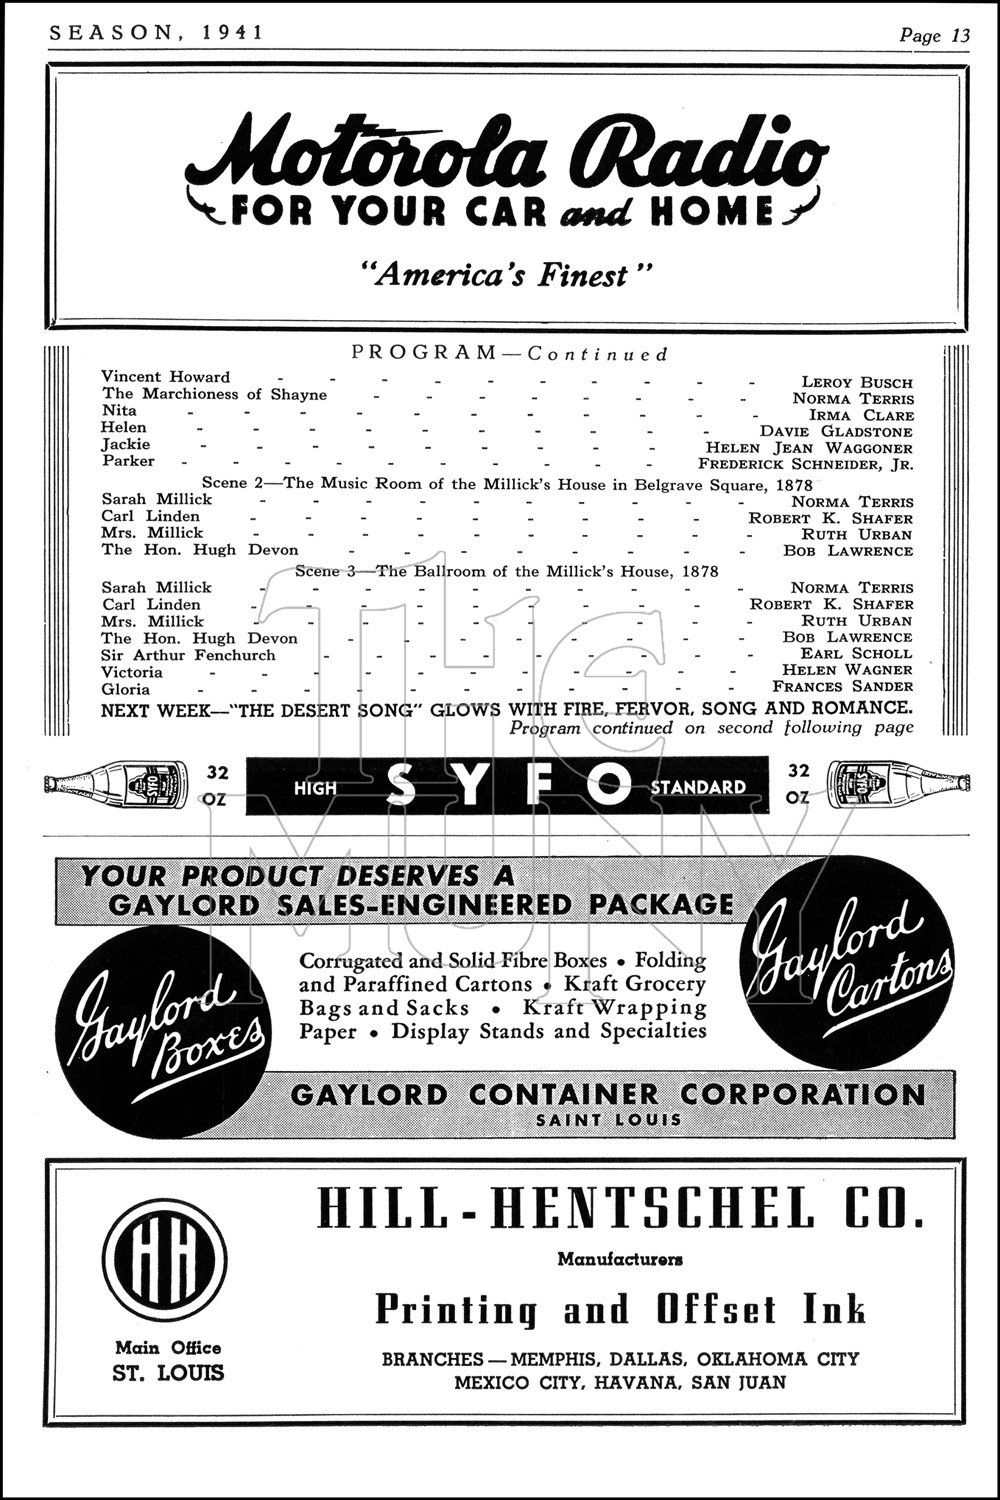 SEASON, 1941 Page 13
Motorola Radio
FOR YOUR CAR and HOME
"America's Finest"
PROGRAM—Continued
Vincent Howard - - - - - - - - - - LEROY BUSCH
The Marchioness of Shayne - - - - - - - - NORMA TERRIS
Nita - - - - - - - - - - - IRMA CLARE
Helen - - - - - - - - - - DAVIE GLADSTONE
Jackie - - - - - - - - - - HELEN JEAN WAGGONER
Parker - - - - - - - - - - FREDERICK SCHNEIDER, JR.
Scene 2—The Music Room of the Millick's House in Belgrave Square, 1878
Sarah Millick - - - - - - - - - - NORMA TERRIS
Carl Linden - - - - - - - - - ROBERT K. SHAFER
Mrs. Millick - - - - - - - - - - RUTH URBAN
The Hon. Hugh Devon - - - - - - - - BOB LAWRENCE
Scene 3—The Ballroom of the Millick's House, 1878
Sarah Millick - - - - - - - - - - NORMA TERRIS
Carl Linden - - - - - - - - - ROBERT K. SHAFER
Mrs. Millick - - - - - - - - - - RUTH URBAN
The Hon. Hugh Devon - - - - - - - - BOB LAWRENCE
Sir Arthur Fenchurch - - - - - - - - - EARL SCHOLL
Victoria - - - - - - - - - - - HELEN WAGNER
Gloria - - - - - - - - - - - FRANCES SANDER
NEXT WEEK—"THE DESERT SONG" GLOWS WITH FIRE, FERVOR, SONG AND ROMANCE.
Program continued on second following page
32 OZ HIGH SYFO STANDARD 32 OZ
SYFO
SYFO
YOUR PRODUCT DESERVES A
GAYLORD SALES-ENGINEERED PACKAGE
Gaylord
Cartons
Gaylord
Boxes
Corrugated and Solid Fibre Boxes • Folding
and Paraffined Cartons • Kraft Grocery
Bags and Sacks • Kraft Wrapping
Paper • Display Stands and Specialties
GAYLORD CONTAINER CORPORATION
SAINT LOUIS
HILL-HENTSCHEL CO.
Manufacturers
Printing and Offset Ink
HH
Main Office
ST. LOUIS
BRANCHES—MEMPHIS, DALLAS, OKLAHOMA CITY
MEXICO CITY, HAVANA, SAN JUAN
THE
MUNY